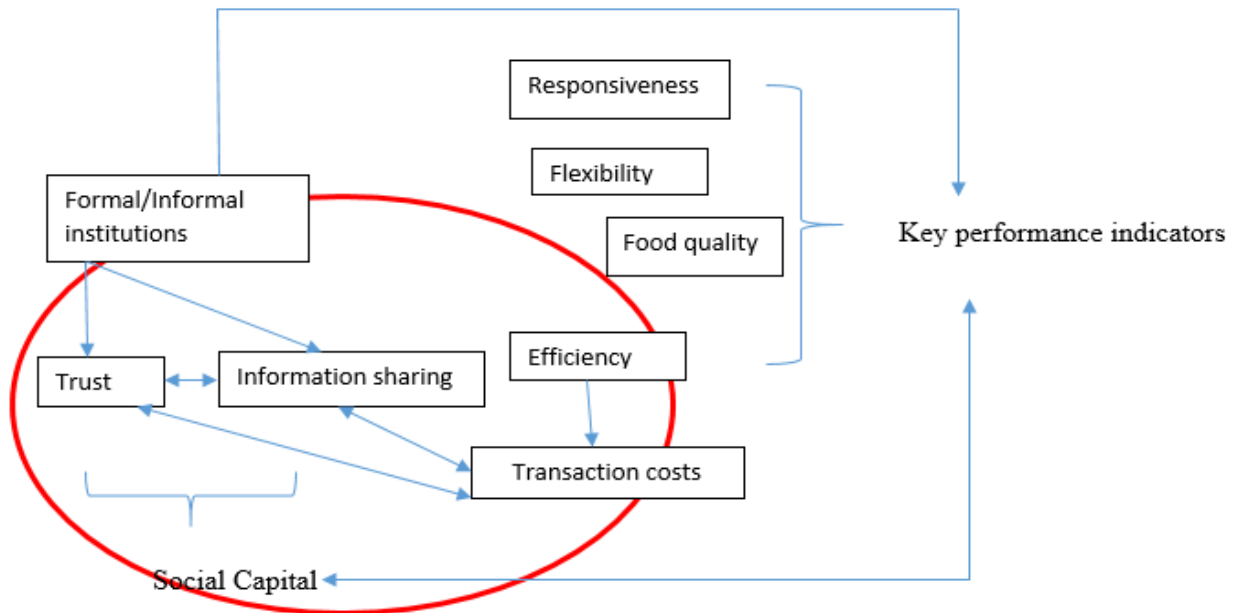 Responsiveness
Flexibility
Formal/Informal
institutions
Food quality
Key performance indicators
Efficiency
Trust
Information sharing
Transaction costs
Social Capital